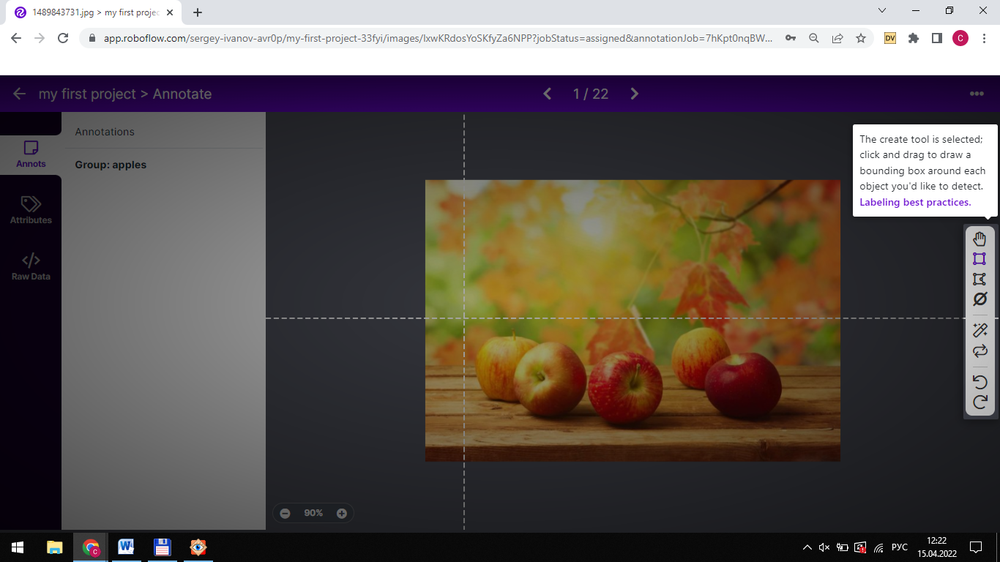 1489843731.jpg > my first projec
app.roboflow.com/sergey-ivanov-avr0p/my-first-project-33fyi/images/lxwKRdosYoSKfyZa6NPP?jobStatus=assigned&annotationJob=7hKpt0nqBW...
DV
C
my first project > Annotate
1 / 22
Annotations
Annots
Group: apples
Attributes
Raw Data
The create tool is selected;
click and drag to draw a
bounding box around each
object you'd like to detect.
Labeling best practices.
90%
C
W
РУС
12:22
15.04.2022